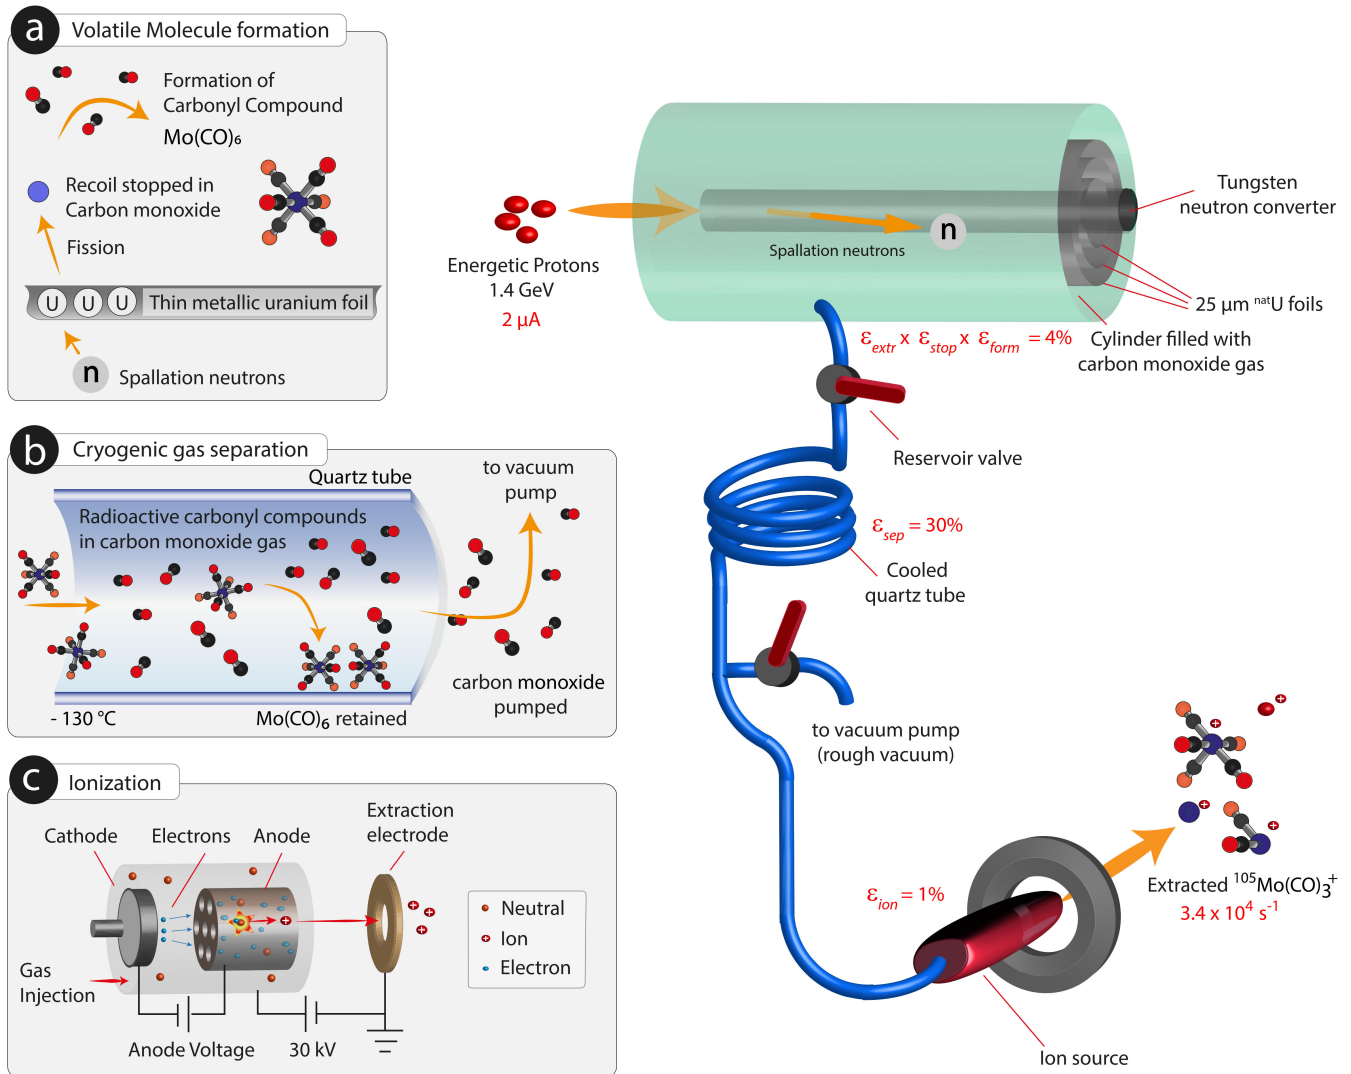 a
Volatile Molecule formation
Formation of
Carbonyl Compound
Mo(CO)₆
Recoil stopped in
Carbon monoxide
Fission
U U U Thin metallic uranium foil
n Spallation neutrons
b
Cryogenic gas separation
Quartz tube
to vacuum
pump
Radioactive carbonyl compounds
in carbon monoxide gas
carbon monoxide
pumped
- 130 °C
Mo(CO)₆ retained
c
Ionization
Cathode
Electrons
Anode
Extraction
electrode
Neutral
Ion
Electron
Gas
Injection
Anode Voltage
30 kV
Energetic Protons
1.4 GeV
2 µA
n
Spallation neutrons
Tungsten
neutron converter
25 µm ⁿᵃᵗU foils
Cylinder filled with
carbon monoxide gas
ε_extr x ε_stop x ε_form = 4%
Reservoir valve
ε_sep = 30%
Cooled
quartz tube
to vacuum pump
(rough vacuum)
ε_ion = 1%
Extracted ¹⁰⁵Mo(CO)₃⁺
3.4 x 10⁴ s⁻¹
Ion source